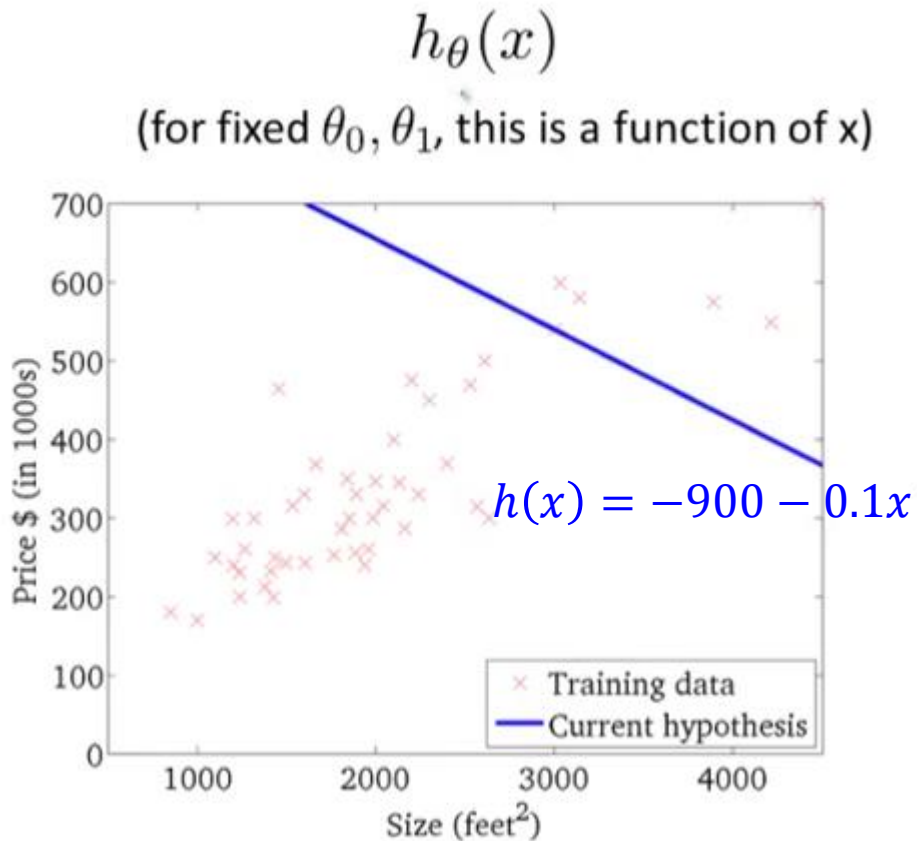 hθ(x)
(for fixed θ₀, θ₁, this is a function of x)
700
600
500
400
300
200
100
0
Price $ (in 1000s)
h(x) = −900 − 0.1x
Training data
Current hypothesis
1000 2000 3000 4000
Size (feet²)